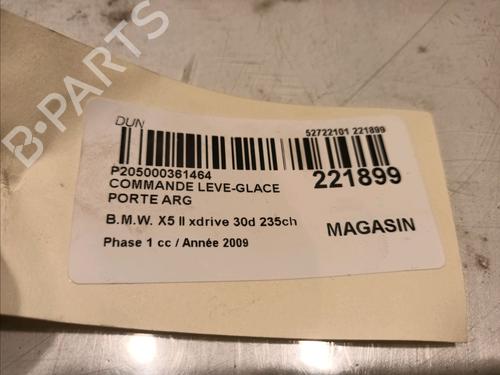 B-PARTS
DUN
52722101 221899
P205000361464
COMMANDE LEVE-GLACE
PORTE ARG
221899
B.M.W. X5 II xdrive 30d 235ch
MAGASIN
Phase 1 cc / Année 2009